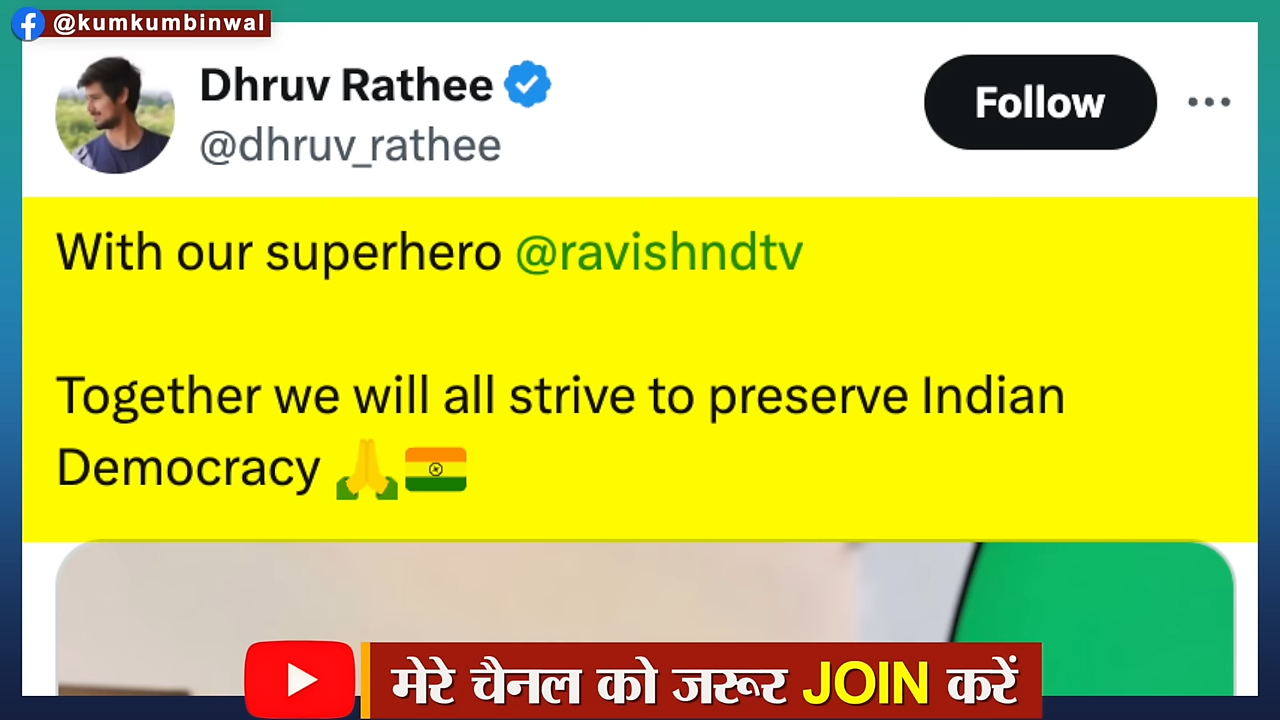 @kumkumbinwal
Dhruv Rathee
@dhruv_rathee
Follow
With our superhero @ravishndtv
Together we will all strive to preserve Indian
Democracy 🙏🇮🇳
मेरे चैनल को जरूर JOIN करें